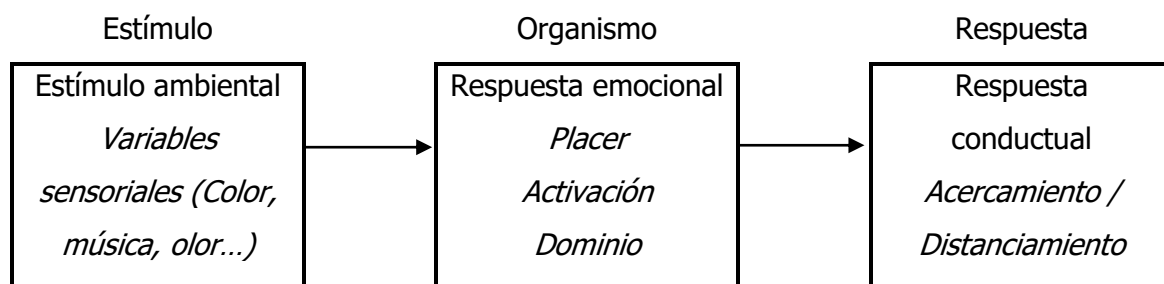 Estímulo
Organismo
Respuesta
Estímulo ambiental
Variables
sensoriales (Color,
música, olor…)
Respuesta emocional
Placer
Activación
Dominio
Respuesta
conductual
Acercamiento /
Distanciamiento